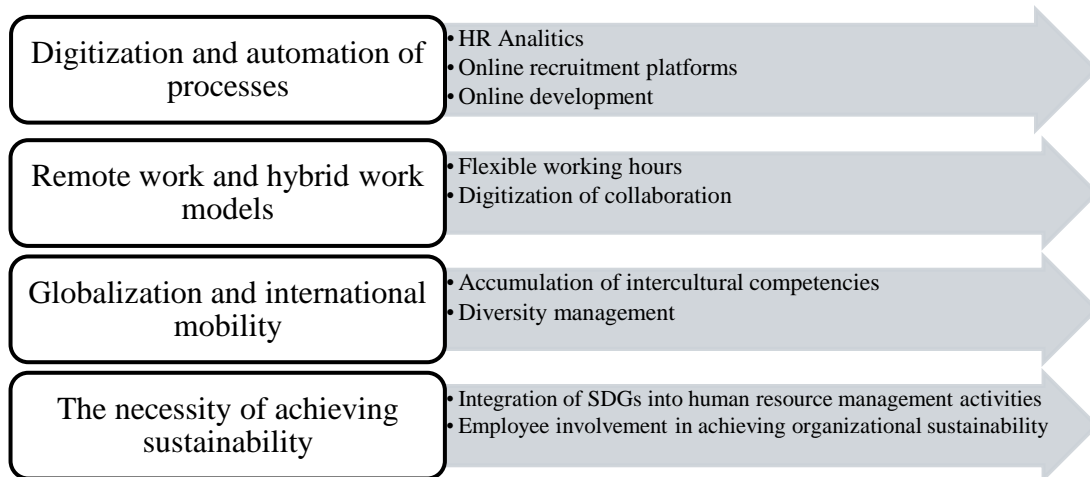 Digitization and automation of
processes
• HR Analitics
• Online recruitment platforms
• Online development
Remote work and hybrid work
models
• Flexible working hours
• Digitization of collaboration
Globalization and international
mobility
• Accumulation of intercultural competencies
• Diversity management
The necessity of achieving
sustainability
• Integration of SDGs into human resource management activities
• Employee involvement in achieving organizational sustainability